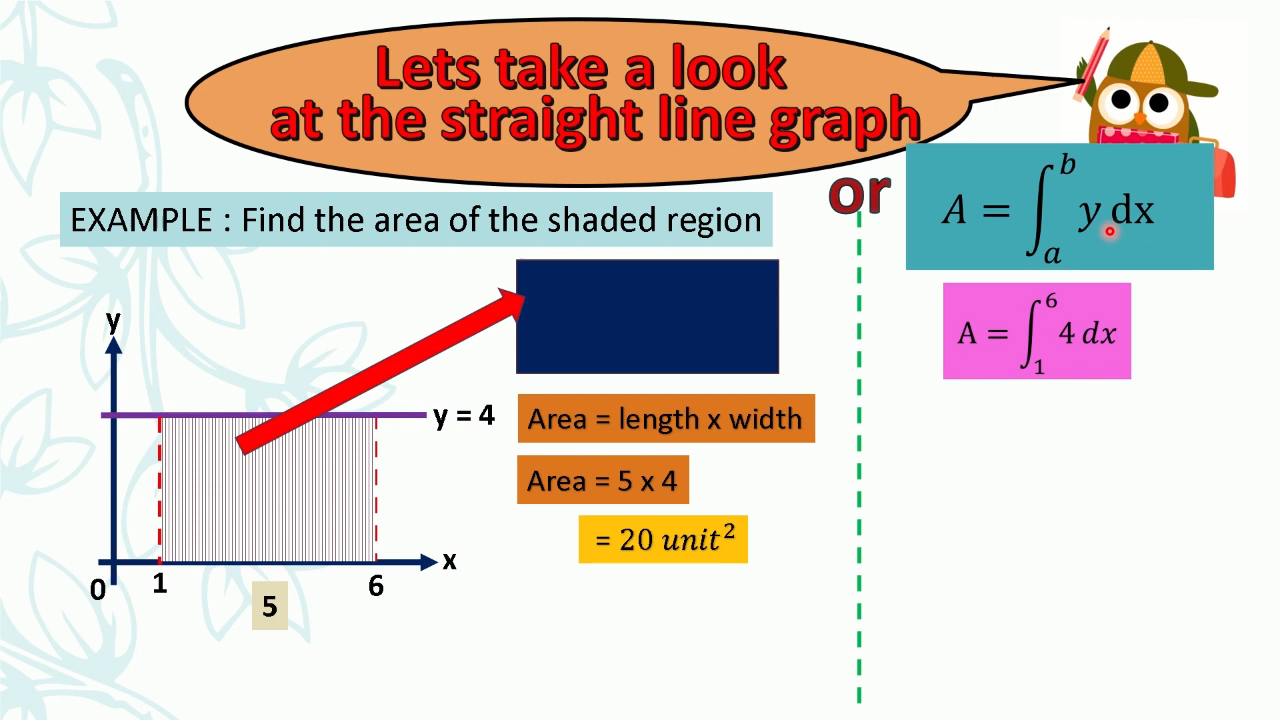 Lets take a look
at the straight line graph
EXAMPLE : Find the area of the shaded region
y
y = 4
x
0
1
6
5
Area = length x width
Area = 5 x 4
= 20 unit²
or
A = ∫_a^b y dx
A = ∫_1^6 4 dx